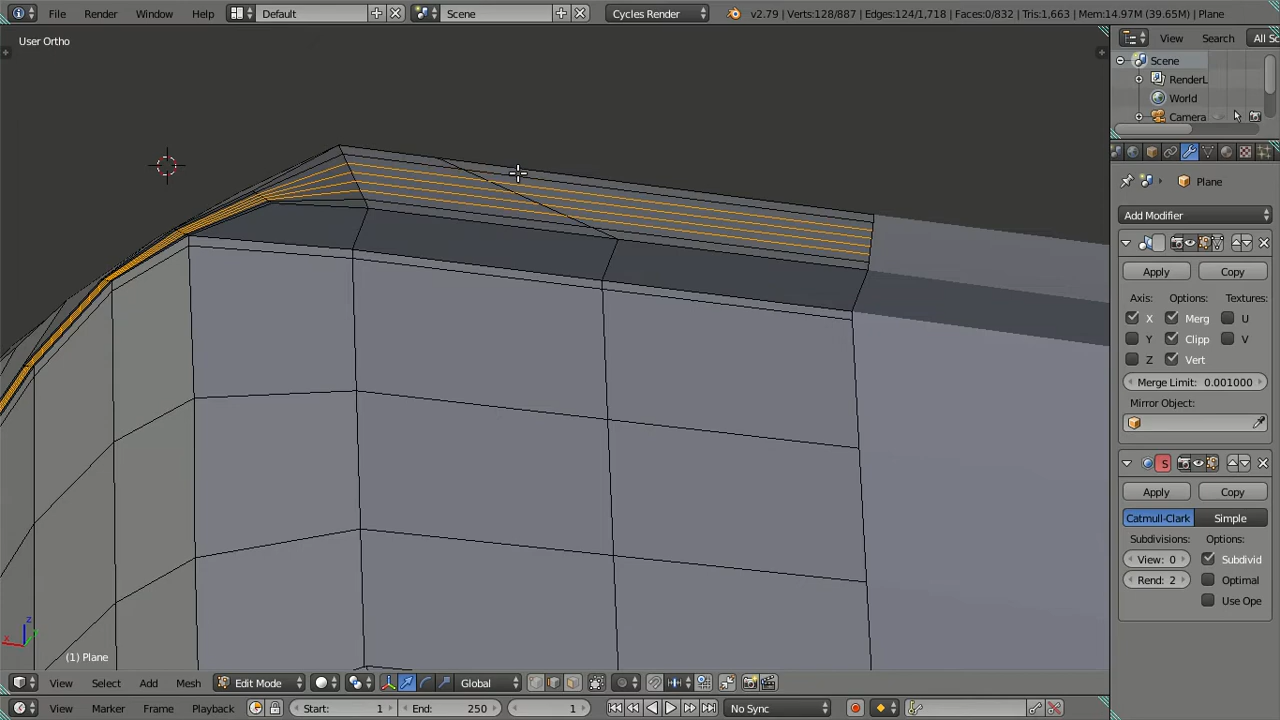 File Render Window Help Default Scene Cycles Render v2.79 | Verts:128/887 | Edges:124/1,718 | Faces:0/832 | Tris:1,663 | Mem:14.97M (39.65M) | Plane
User Ortho
View Search All Sc
Scene
RenderL
World
Camera
Plane
Add Modifier
Apply Copy
Axis: Options: Textures:
X Merg U
Y Clipp V
Z Vert
Merge Limit: 0.001000
Mirror Object:
S
Apply Copy
Catmull-Clark Simple
Subdivisions: Options:
View: 0 Subdivid
Rend: 2 Optimal
Use Ope
z
x
y
(1) Plane
View Select Add Mesh Edit Mode Global
View Marker Frame Playback Start: 1 End: 250 1 No Sync